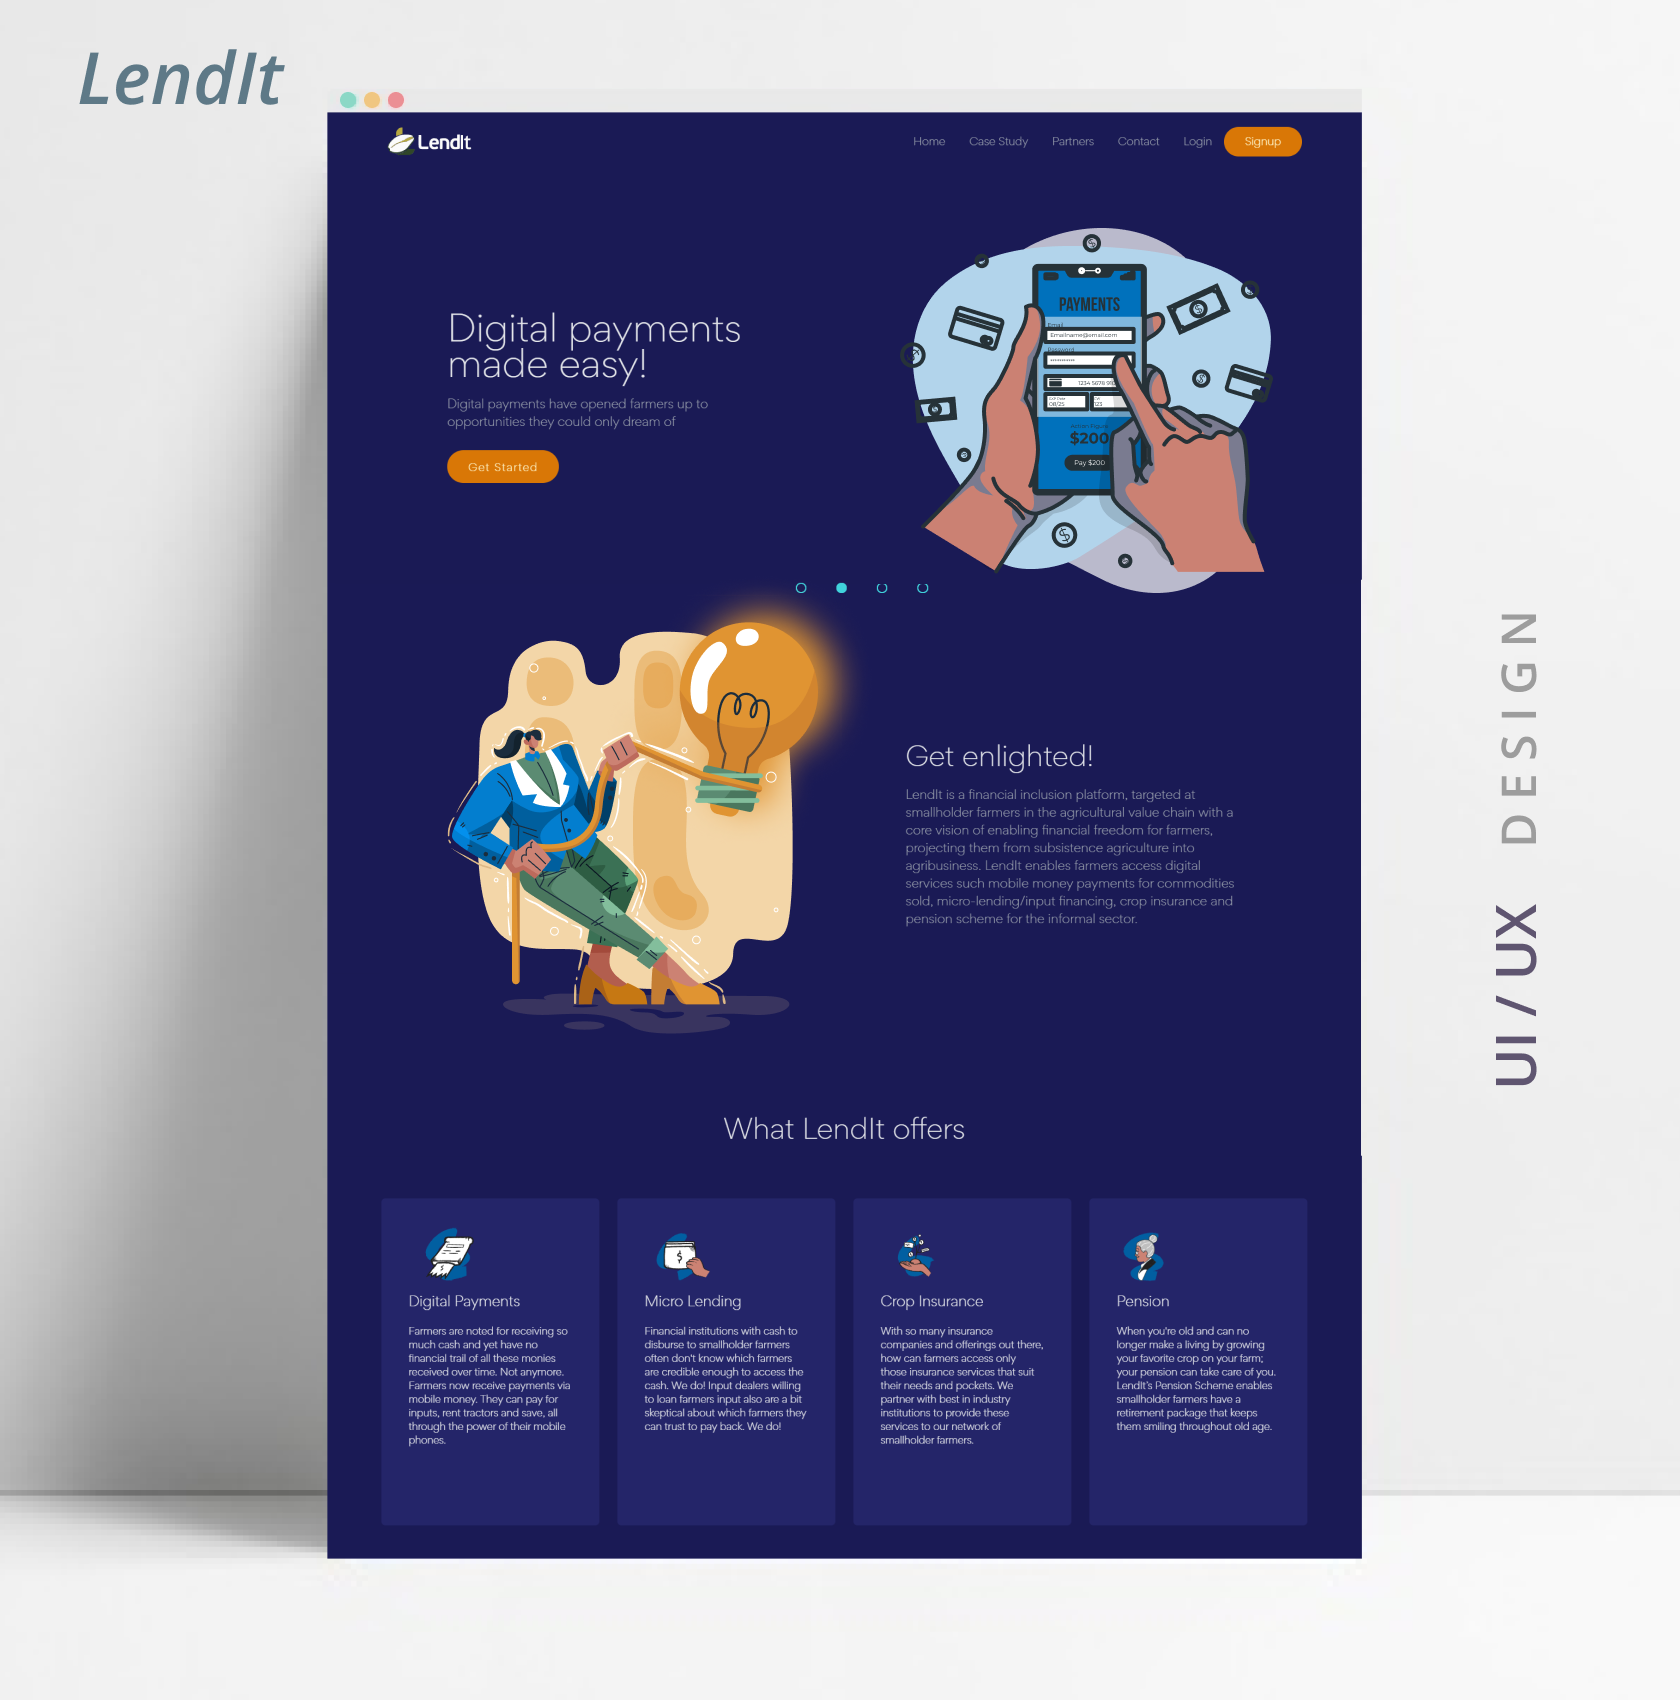 LendIt
LendIt
Home Case Study Partners Contact Login Signup
Digital payments
made easy!
Digital payments have opened farmers up to
opportunities they could only dream of
Get Started
PAYMENTS
Email
Emailname@email.com
Password
1234 5678 912
08/25
123
$200
Pay $200
Get enlighted!
LendIt is a financial inclusion platform, targeted at
smallholder farmers in the agricultural value chain with a
core vision of enabling financial freedom for farmers,
projecting them from subsistence agriculture into
agribusiness. LendIt enables farmers access digital
services such mobile money payments for commodities
sold, micro-lending/input financing, crop insurance and
pension scheme for the informal sector.
UI / UX DESIGN
What LendIt offers
Digital Payments
Farmers are noted for receiving so
much cash and yet have no
financial trail of all these monies
received over time. Not anymore.
Farmers now receive payments via
mobile money. They can pay for
inputs, rent tractors and save, all
through the power of their mobile
phones.
Micro Lending
Financial institutions with cash to
disburse to smallholder farmers
often don't know which farmers
are credible enough to access the
cash. We do! Input dealers willing
to loan farmers input also are a bit
skeptical about which farmers they
can trust to pay back. We do!
Crop Insurance
With so many insurance
companies and offerings out there,
how can farmers access only
those insurance services that suit
their needs and pockets. We
partner with best in industry
institutions to provide these
services to our network of
smallholder farmers.
Pension
When you're old and can no
longer make a living by growing
your favorite crop on your farm;
your pension can take care of you.
LendIt's Pension Scheme enables
smallholder farmers have a
retirement package that keeps
them smiling throughout old age.